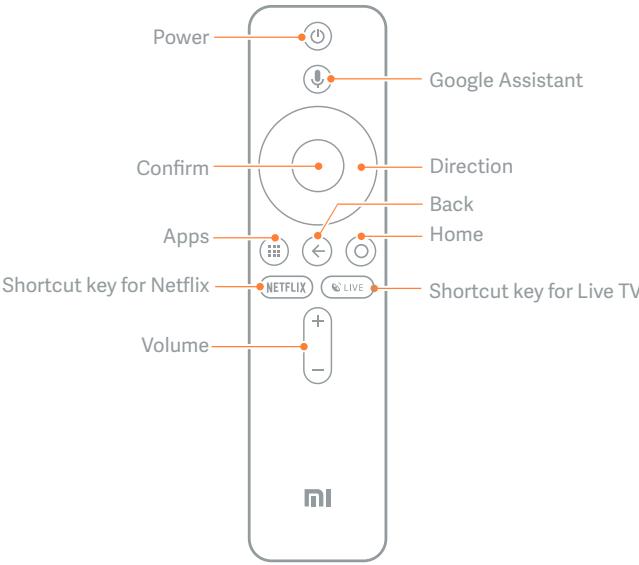 Power
Google Assistant
Confirm
Direction
Back
Apps
Home
Shortcut key for Netflix
NETFLIX
LIVE
Shortcut key for Live TV
Volume
+
−
mi